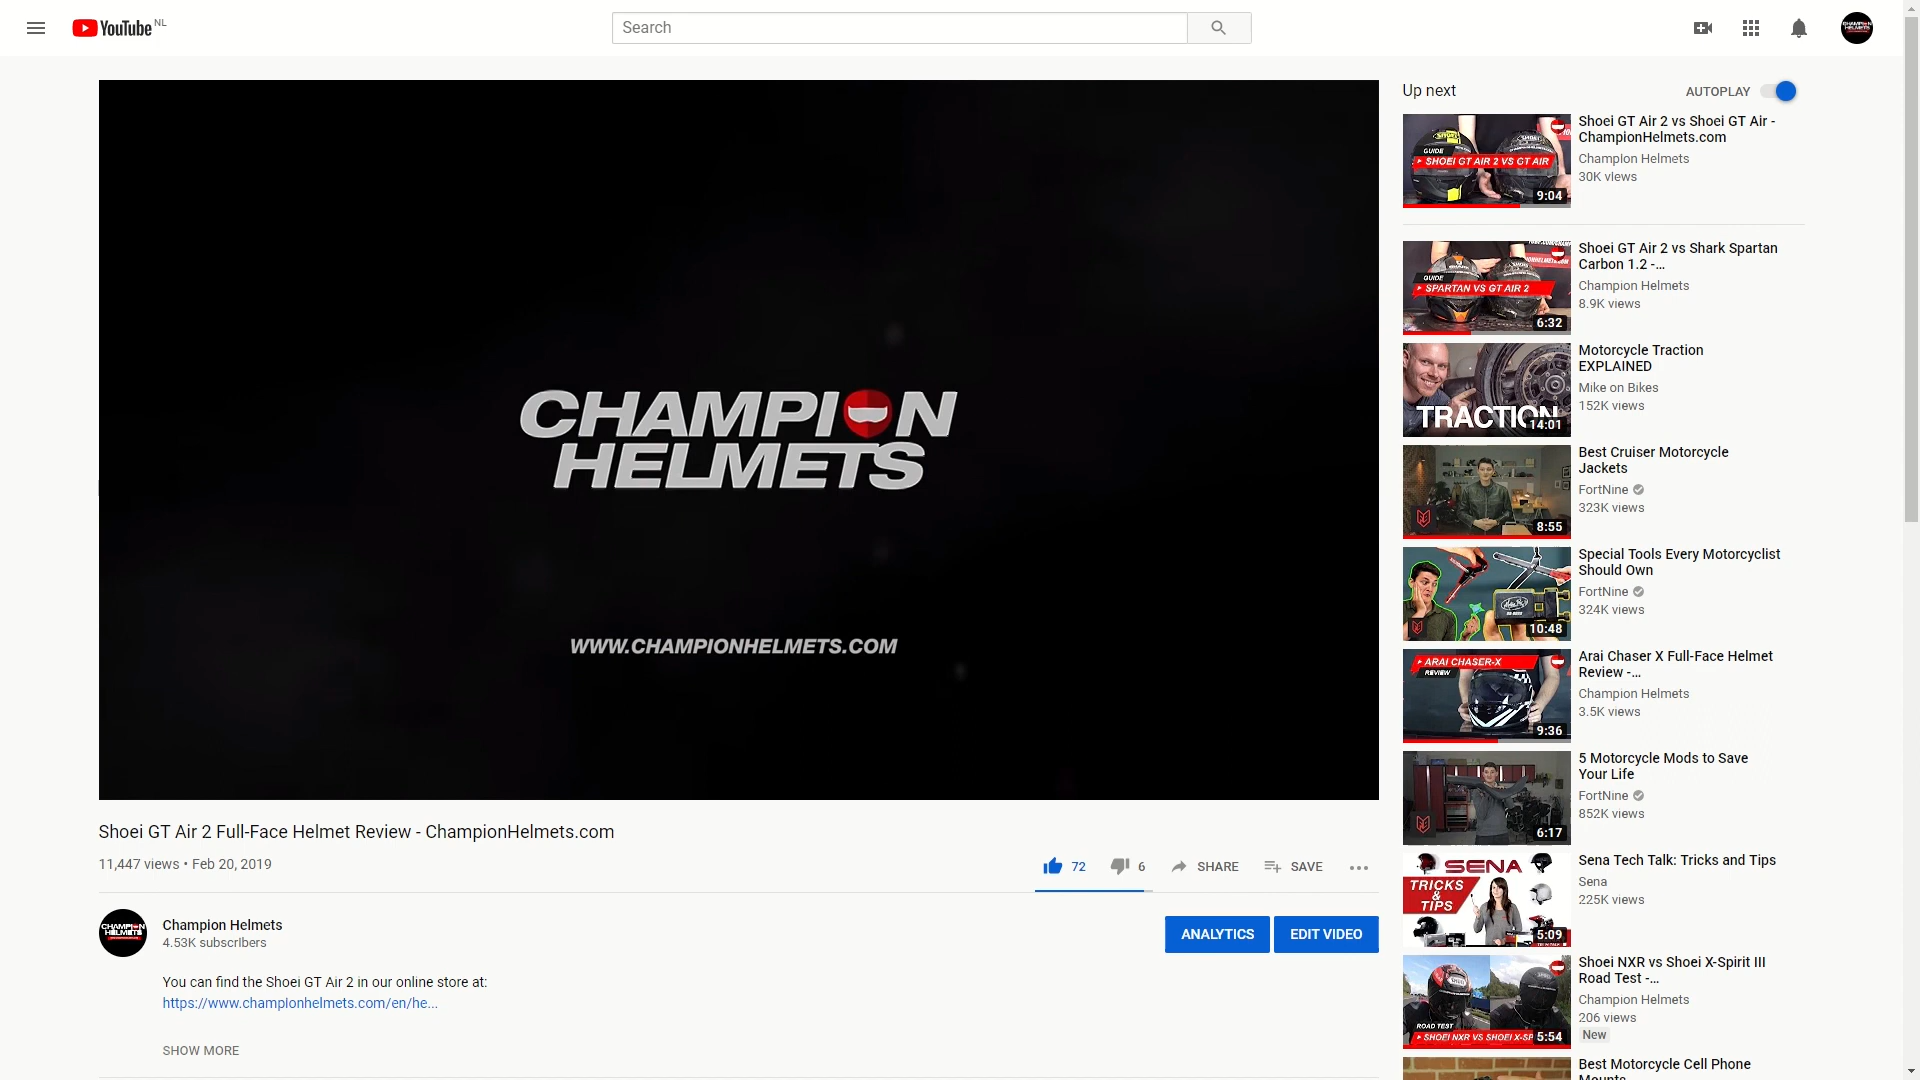 YouTube NL
Search
CHAMPION
HELMETS
WWW.CHAMPIONHELMETS.COM
Shoei GT Air 2 Full-Face Helmet Review - ChampionHelmets.com
11,447 views • Feb 20, 2019
72
6
SHARE
SAVE
CHAMPION
HELMETS
Champion Helmets
4.53K subscribers
ANALYTICS
EDIT VIDEO
You can find the Shoei GT Air 2 in our online store at:
https://www.championhelmets.com/en/he...
SHOW MORE
Up next
AUTOPLAY
GUIDE
SHOEI GT AIR 2 VS GT AIR
9:04
Shoei GT Air 2 vs Shoei GT Air -
ChampionHelmets.com
Champion Helmets
30K views
GUIDE
SPARTAN VS GT AIR 2
6:32
Shoei GT Air 2 vs Shark Spartan
Carbon 1.2 -...
Champion Helmets
8.9K views
TRACTION
14:01
Motorcycle Traction
EXPLAINED
Mike on Bikes
152K views
8:55
Best Cruiser Motorcycle
Jackets
FortNine
323K views
10:48
Special Tools Every Motorcyclist
Should Own
FortNine
324K views
ARAI CHASER-X
REVIEW
9:36
Arai Chaser X Full-Face Helmet
Review -...
Champion Helmets
3.5K views
6:17
5 Motorcycle Mods to Save
Your Life
FortNine
852K views
SENA
TRICKS
&
TIPS
5:09
Sena Tech Talk: Tricks and Tips
Sena
225K views
ROAD TEST
SHOEI NXR VS SHOEI X-SP
5:54
Shoei NXR vs Shoei X-Spirit III
Road Test -...
Champion Helmets
206 views
New
Best Motorcycle Cell Phone
Mounts